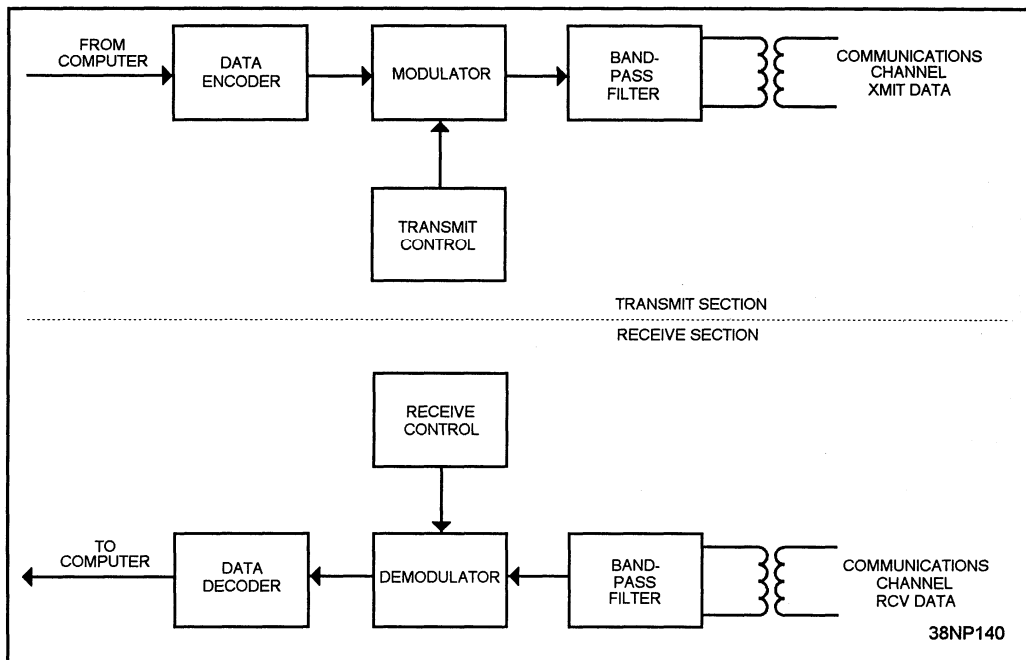 FROM
COMPUTER
DATA
ENCODER
MODULATOR
BAND-
PASS
FILTER
COMMUNICATIONS
CHANNEL
XMIT DATA
TRANSMIT
CONTROL
TRANSMIT SECTION
RECEIVE SECTION
RECEIVE
CONTROL
TO
COMPUTER
DATA
DECODER
DEMODULATOR
BAND-
PASS
FILTER
COMMUNICATIONS
CHANNEL
RCV DATA
38NP140